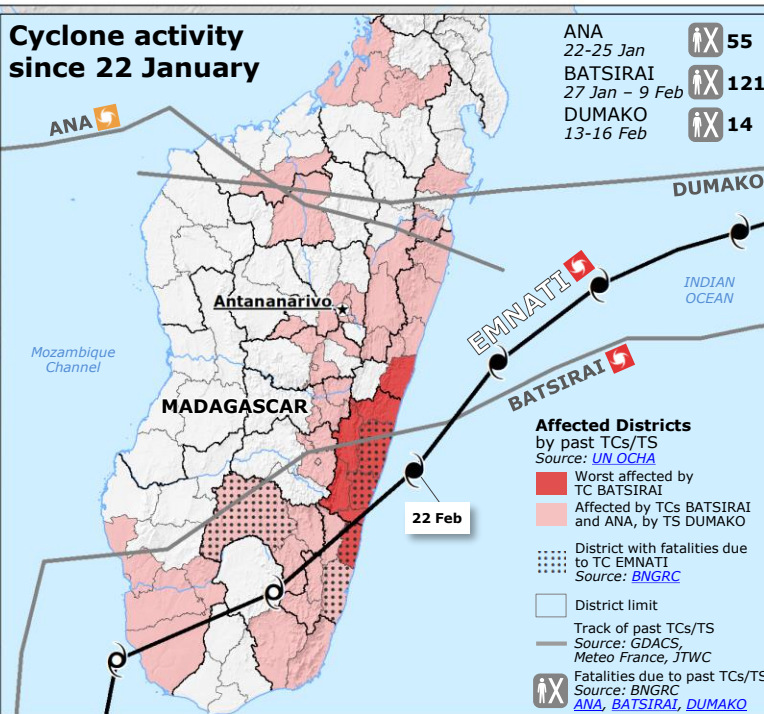 Cyclone activity
since 22 January
ANA
22-25 Jan
55
BATSIRAI
27 Jan – 9 Feb
121
DUMAKO
13-16 Feb
14
ANA
DUMAKO
EMNATI
INDIAN
OCEAN
Antananarivo
Mozambique
Channel
BATSIRAI
MADAGASCAR
22 Feb
Affected Districts
by past TCs/TS
Source: UN OCHA
Worst affected by
TC BATSIRAI
Affected by TCs BATSIRAI
and ANA, by TS DUMAKO
District with fatalities due
to TC EMNATI
Source: BNGRC
District limit
Track of past TCs/TS
Source: GDACS,
Meteo France, JTWC
Fatalities due to past TCs/TS
Source: BNGRC
ANA, BATSIRAI, DUMAKO